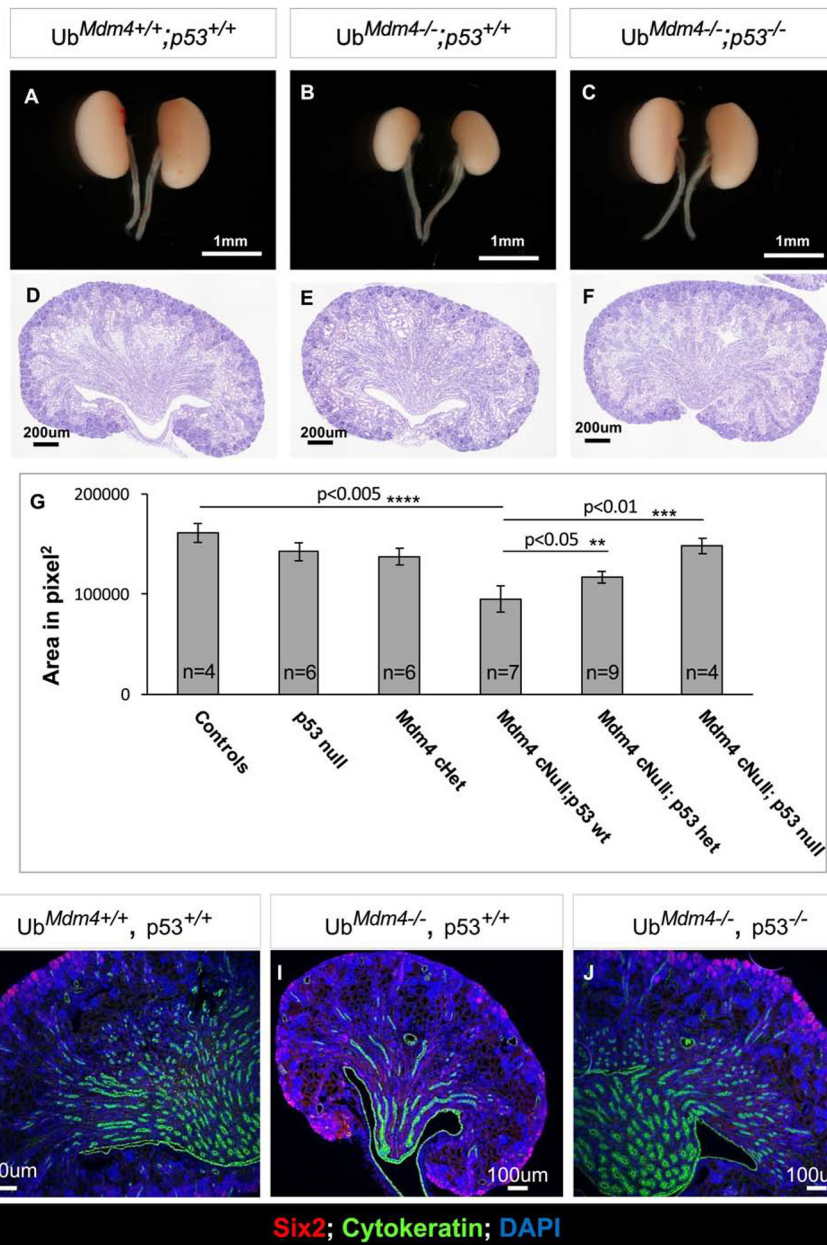 UbMdm4+/+;p53+/+
UbMdm4-/-;p53+/+
UbMdm4-/-;p53-/-
A
B
C
1mm
1mm
1mm
D
E
F
200um
200um
200um
G
Area in pixel2
200000
100000
0
p<0.005 ****
p<0.01 ***
p<0.05 **
n=4
n=6
n=6
n=7
n=9
n=4
Controls
p53 null
Mdm4 cHet
Mdm4 cNull;p53 wt
Mdm4 cNull; p53 het
Mdm4 cNull; p53 null
UbMdm4+/+, p53+/+
UbMdm4-/-, p53+/+
UbMdm4-/-, p53-/-
I
J
0um
100um
100u
Six2; Cytokeratin; DAPI